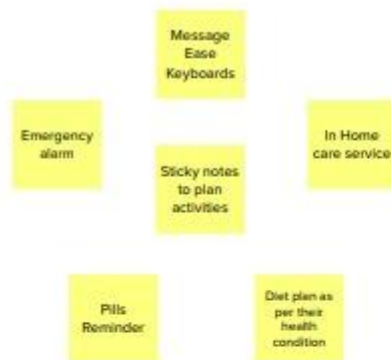 Message
Ease
Keyboards
Emergency
alarm
In Home
care service
Sticky notes
to plan
activities
Pills
Reminder
Diet plan as
per their
health
condition